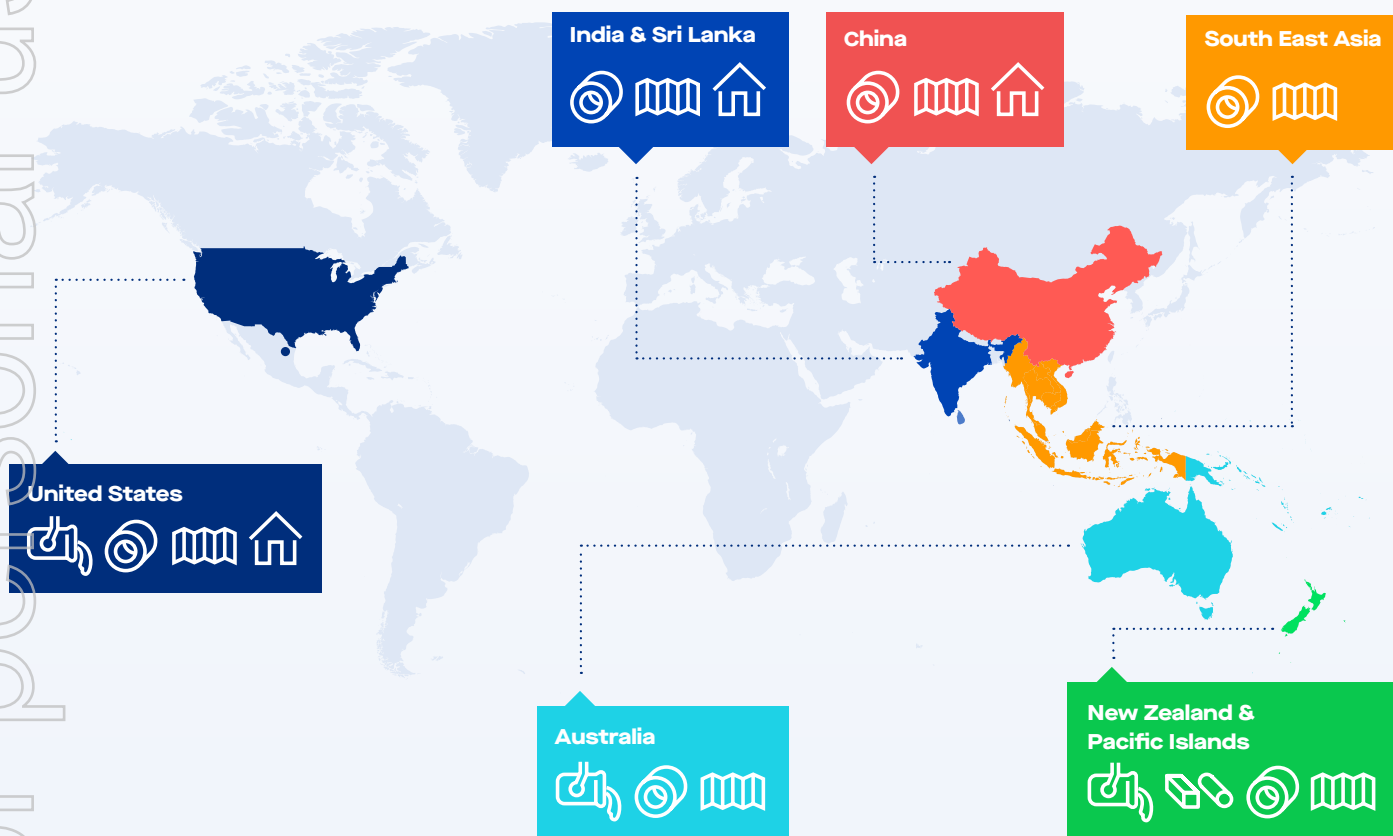 India & Sri Lanka
China
South East Asia
United States
Australia
New Zealand &
Pacific Islands